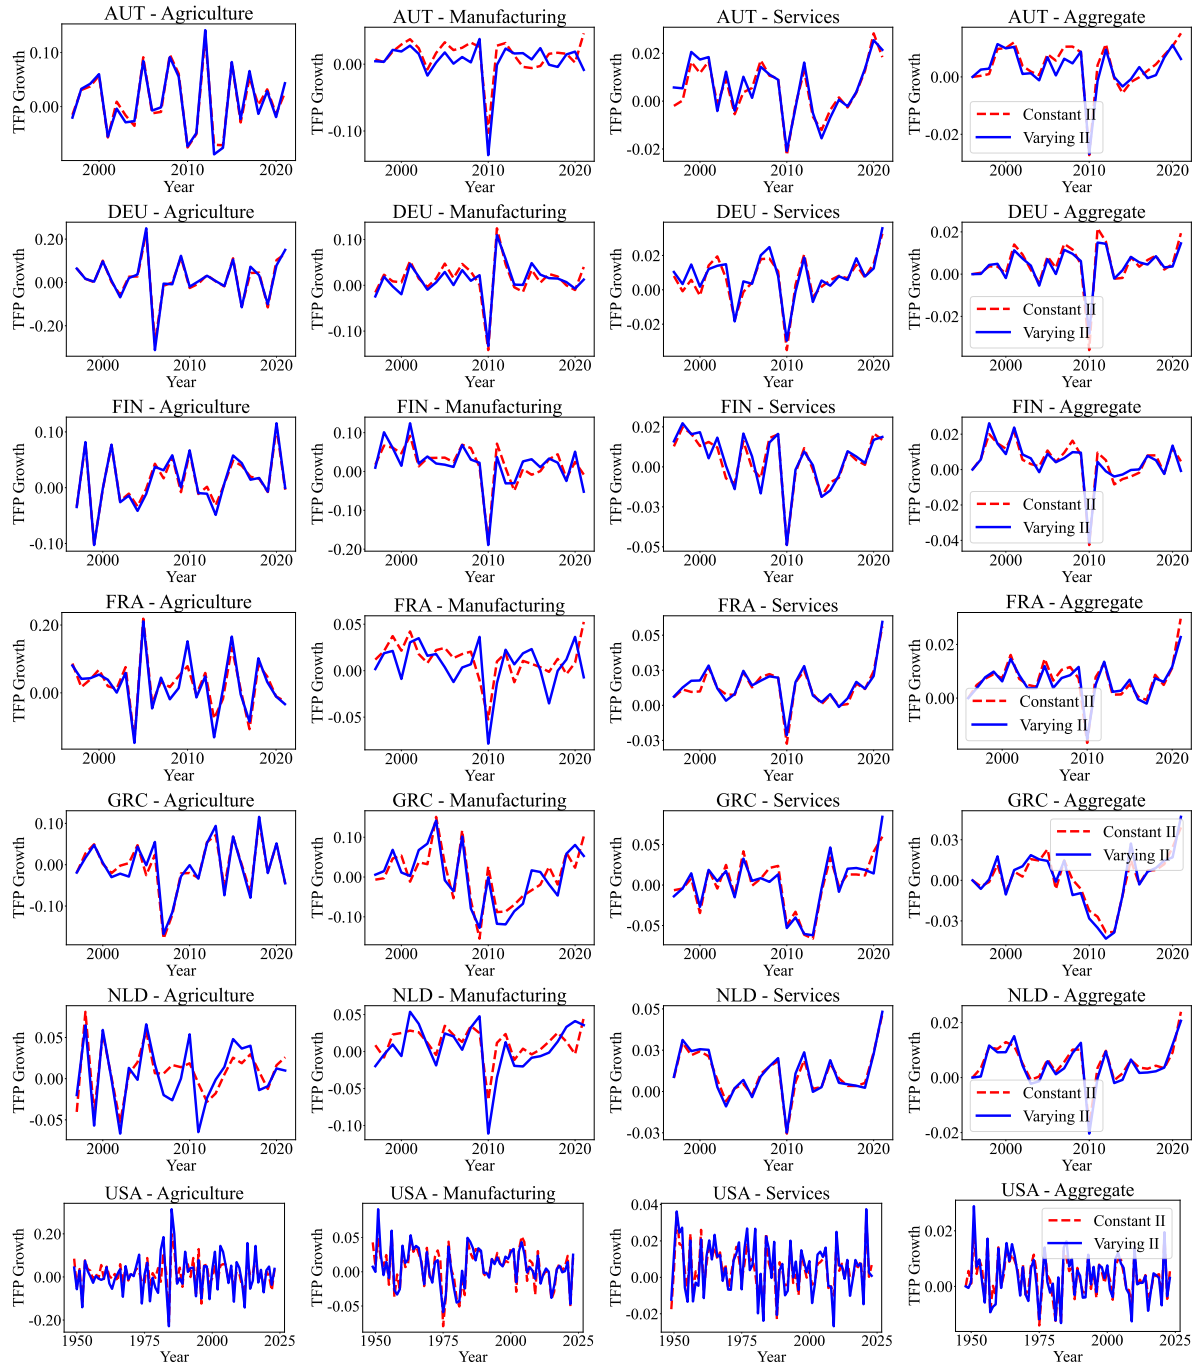 AUT - Agriculture
TFP Growth
0.10
0.00
2000
2010
2020
Year
AUT - Manufacturing
TFP Growth
0.00
-0.10
2000
2010
2020
Year
AUT - Services
TFP Growth
0.02
0.00
-0.02
2000
2010
2020
Year
AUT - Aggregate
TFP Growth
0.00
-0.02
Constant II
Varying II
2000
2010
2020
Year
DEU - Agriculture
TFP Growth
0.20
0.00
-0.20
2000
2010
2020
Year
DEU - Manufacturing
TFP Growth
0.10
0.00
-0.10
2000
2010
2020
Year
DEU - Services
TFP Growth
0.02
0.00
-0.02
2000
2010
2020
Year
DEU - Aggregate
TFP Growth
0.02
0.00
-0.02
Constant II
Varying II
2000
2010
2020
Year
FIN - Agriculture
TFP Growth
0.10
0.00
-0.10
2000
2010
2020
Year
FIN - Manufacturing
TFP Growth
0.10
0.00
-0.10
-0.20
2000
2010
2020
Year
FIN - Services
TFP Growth
0.02
0.00
-0.03
-0.05
2000
2010
2020
Year
FIN - Aggregate
TFP Growth
0.02
0.00
-0.02
-0.04
Constant II
Varying II
2000
2010
2020
Year
FRA - Agriculture
TFP Growth
0.20
0.00
2000
2010
2020
Year
FRA - Manufacturing
TFP Growth
0.05
0.00
-0.05
2000
2010
2020
Year
FRA - Services
TFP Growth
0.05
0.03
0.00
-0.03
2000
2010
2020
Year
FRA - Aggregate
TFP Growth
0.02
0.00
Constant II
Varying II
2000
2010
2020
Year
GRC - Agriculture
TFP Growth
0.10
0.00
-0.10
2000
2010
2020
Year
GRC - Manufacturing
TFP Growth
0.10
0.00
-0.10
2000
2010
2020
Year
GRC - Services
TFP Growth
0.05
0.00
-0.05
2000
2010
2020
Year
GRC - Aggregate
TFP Growth
0.03
0.00
-0.03
Constant II
Varying II
2000
2010
2020
Year
NLD - Agriculture
TFP Growth
0.05
0.00
-0.05
2000
2010
2020
Year
NLD - Manufacturing
TFP Growth
0.05
0.00
-0.05
-0.10
2000
2010
2020
Year
NLD - Services
TFP Growth
0.05
0.03
0.00
-0.03
2000
2010
2020
Year
NLD - Aggregate
TFP Growth
0.02
0.00
-0.02
Constant II
Varying II
2000
2010
2020
Year
USA - Agriculture
TFP Growth
0.20
0.00
-0.20
1950
1975
2000
2025
Year
USA - Manufacturing
TFP Growth
0.05
0.00
-0.05
1950
1975
2000
2025
Year
USA - Services
TFP Growth
0.04
0.02
0.00
-0.02
1950
1975
2000
2025
Year
USA - Aggregate
TFP Growth
0.02
0.00
Constant II
Varying II
1950
1975
2000
2025
Year